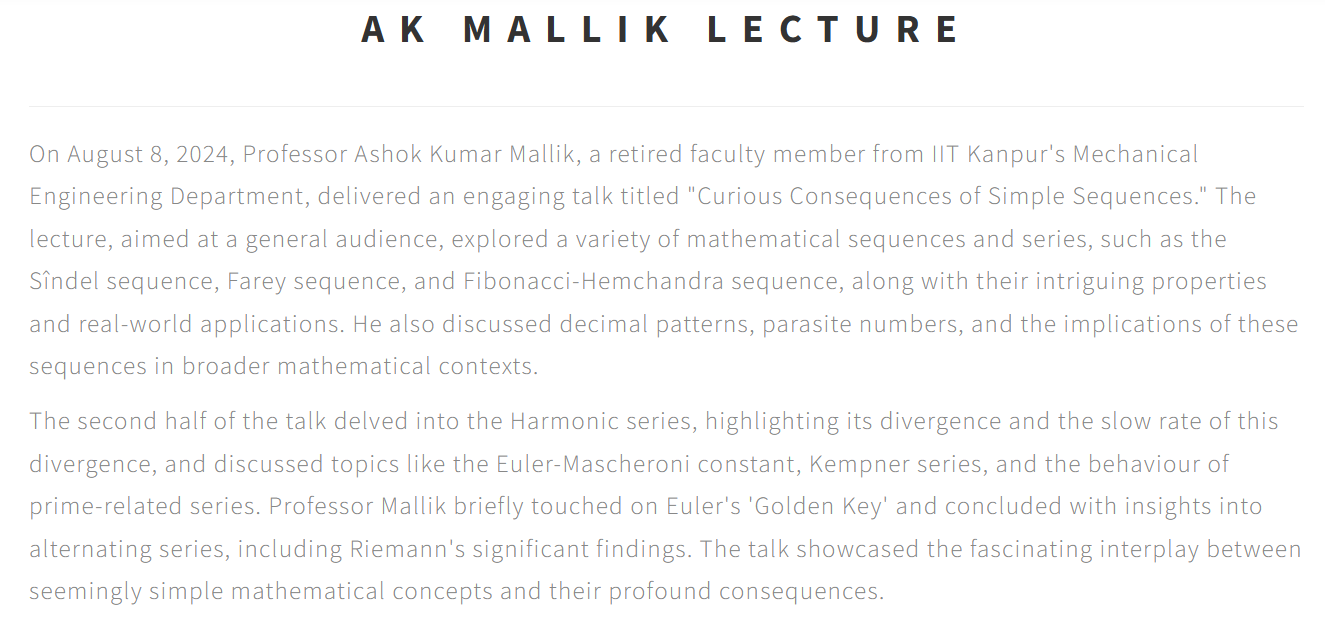 AK MALLIK LECTURE
On August 8, 2024, Professor Ashok Kumar Mallik, a retired faculty member from IIT Kanpur's Mechanical
Engineering Department, delivered an engaging talk titled "Curious Consequences of Simple Sequences." The
lecture, aimed at a general audience, explored a variety of mathematical sequences and series, such as the
Sîndel sequence, Farey sequence, and Fibonacci-Hemchandra sequence, along with their intriguing properties
and real-world applications. He also discussed decimal patterns, parasite numbers, and the implications of these
sequences in broader mathematical contexts.
The second half of the talk delved into the Harmonic series, highlighting its divergence and the slow rate of this
divergence, and discussed topics like the Euler-Mascheroni constant, Kempner series, and the behaviour of
prime-related series. Professor Mallik briefly touched on Euler's 'Golden Key' and concluded with insights into
alternating series, including Riemann's significant findings. The talk showcased the fascinating interplay between
seemingly simple mathematical concepts and their profound consequences.